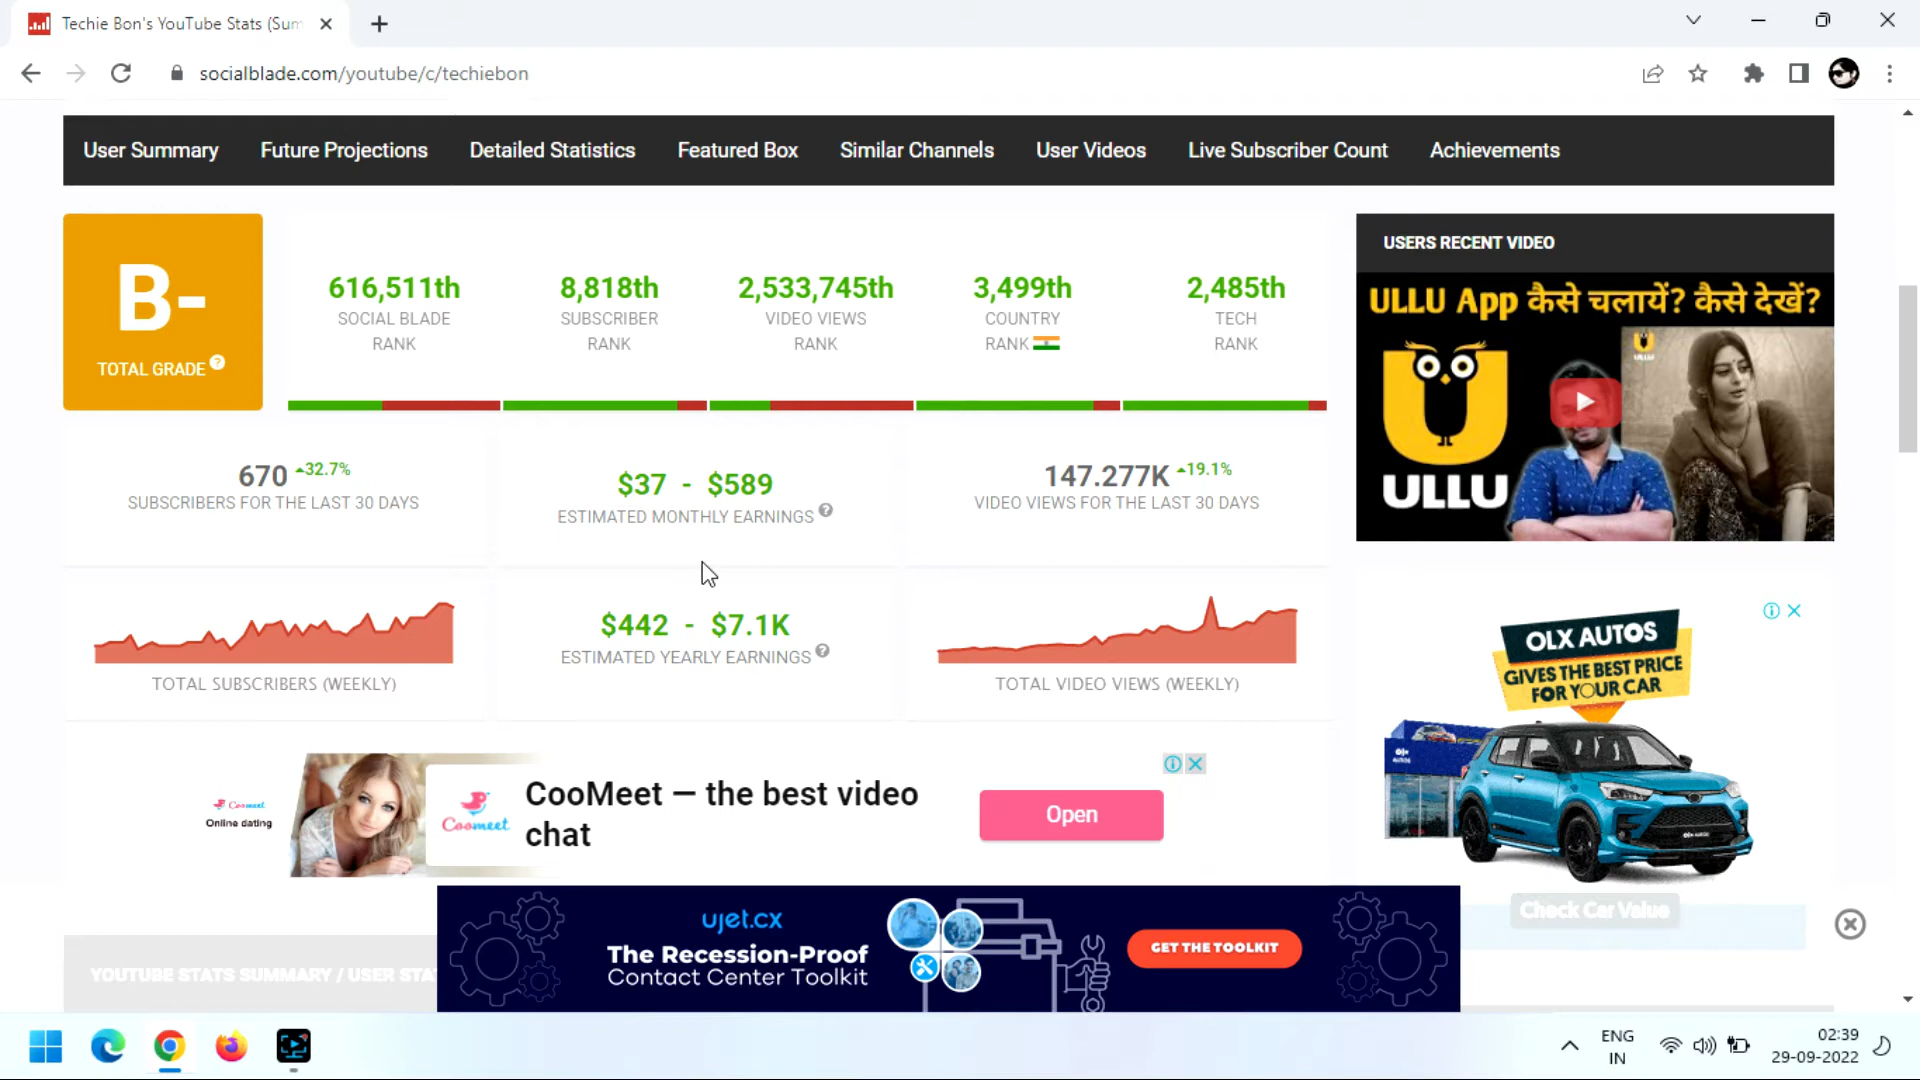 Techie Bon's YouTube Stats (Sum
socialblade.com/youtube/c/techiebon
User Summary
Future Projections
Detailed Statistics
Featured Box
Similar Channels
User Videos
Live Subscriber Count
Achievements
B-
TOTAL GRADE ?
616,511th
SOCIAL BLADE
RANK
8,818th
SUBSCRIBER
RANK
2,533,745th
VIDEO VIEWS
RANK
3,499th
COUNTRY
RANK
2,485th
TECH
RANK
USERS RECENT VIDEO
ULLU App कैसे चलायें? कैसे देखें?
ULLU
670 32.7%
SUBSCRIBERS FOR THE LAST 30 DAYS
$37 - $589
ESTIMATED MONTHLY EARNINGS ?
147.277K 19.1%
VIDEO VIEWS FOR THE LAST 30 DAYS
TOTAL SUBSCRIBERS (WEEKLY)
$442 - $7.1K
ESTIMATED YEARLY EARNINGS ?
TOTAL VIDEO VIEWS (WEEKLY)
OLX AUTOS
GIVES THE BEST PRICE
FOR YOUR CAR
Check Car Value
Coomeet
Online dating
Coomeet
CooMeet — the best video
chat
Open
ujet.cx
The Recession-Proof
Contact Center Toolkit
GET THE TOOLKIT
YOUTUBE STATS SUMMARY / USER STA
ENG
IN
02:39
29-09-2022